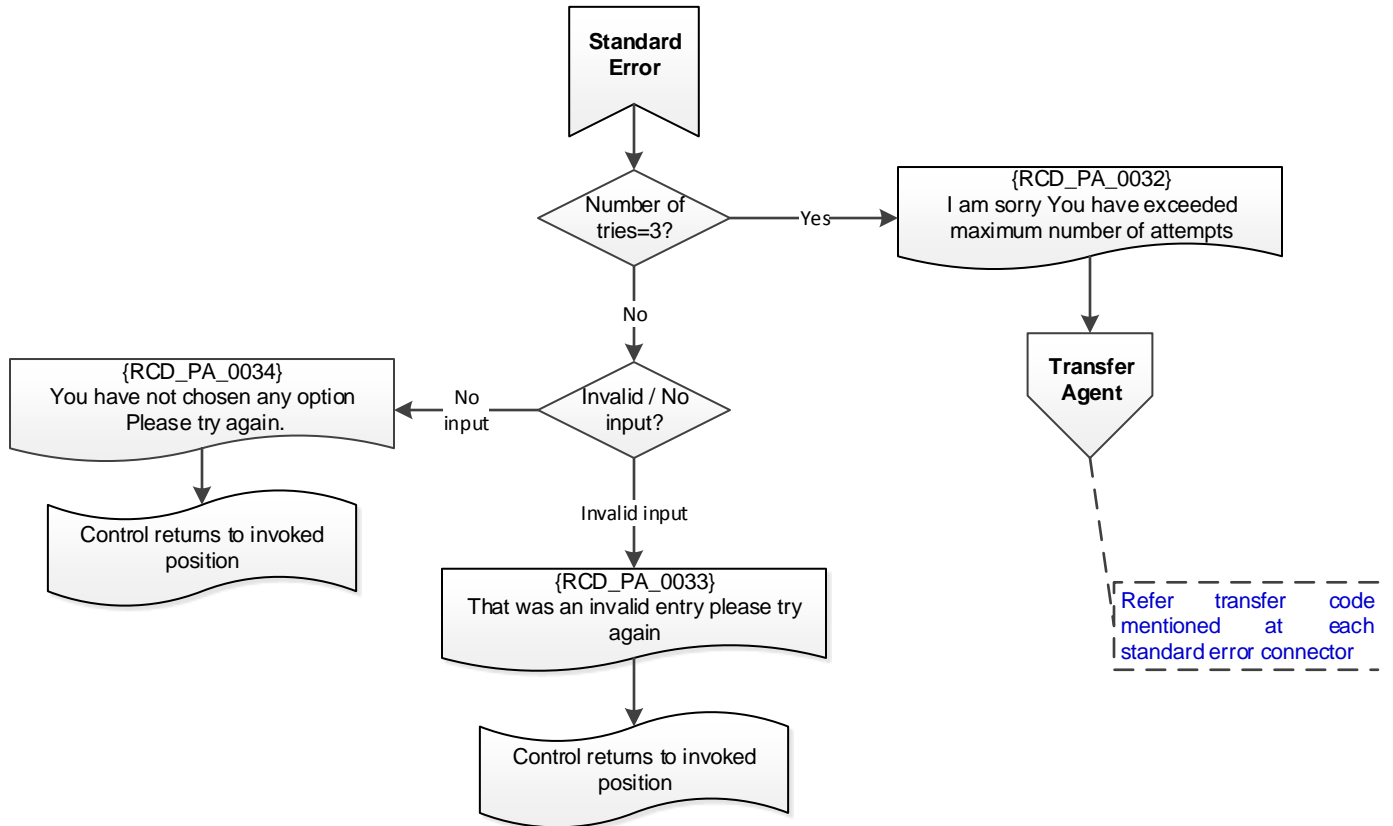 Standard
Error
Number of
tries=3?
Yes
{RCD_PA_0032}
I am sorry You have exceeded
maximum number of attempts
No
Transfer
Agent
{RCD_PA_0034}
You have not chosen any option
Please try again.
No
input
Invalid / No
input?
Control returns to invoked
position
Invalid input
{RCD_PA_0033}
That was an invalid entry please try
again
Refer transfer code
mentioned at each
standard error connector
Control returns to invoked
position